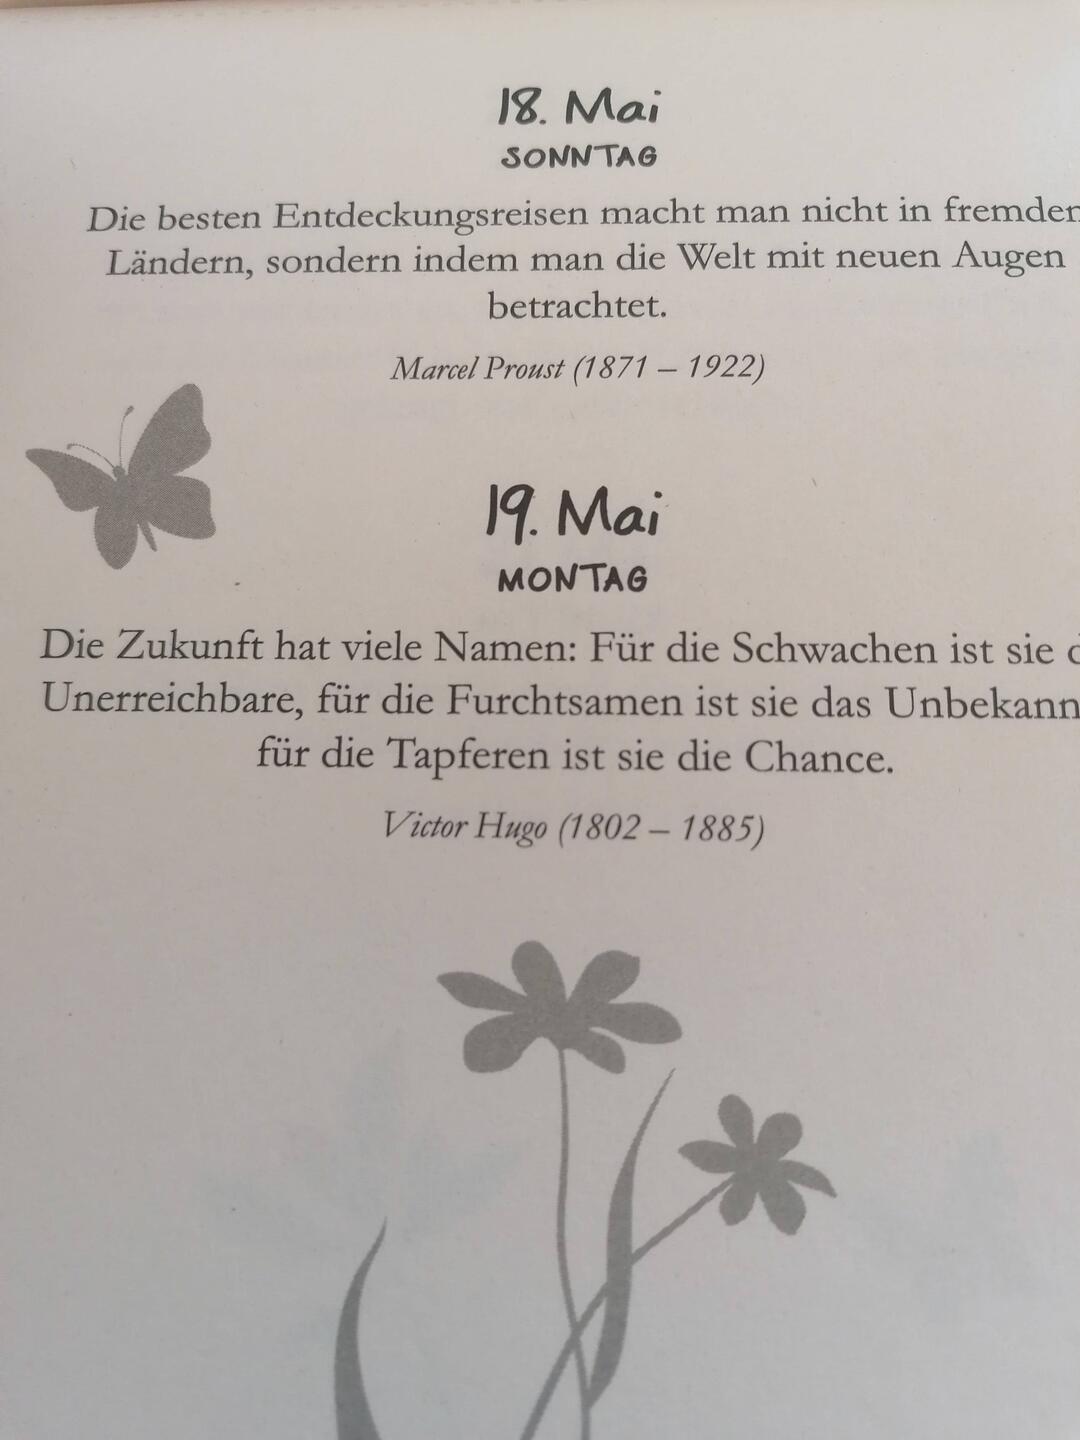 18. Mai
SONNTAG
Die besten Entdeckungsreisen macht man nicht in fremden
Ländern, sondern indem man die Welt mit neuen Augen
betrachtet.
Marcel Proust (1871 – 1922)
19. Mai
MONTAG
Die Zukunft hat viele Namen: Für die Schwachen ist sie
Unerreichbare, für die Furchtsamen ist sie das
für die Tapferen ist sie die Chance.
Victor Hugo (1802 – 1885)